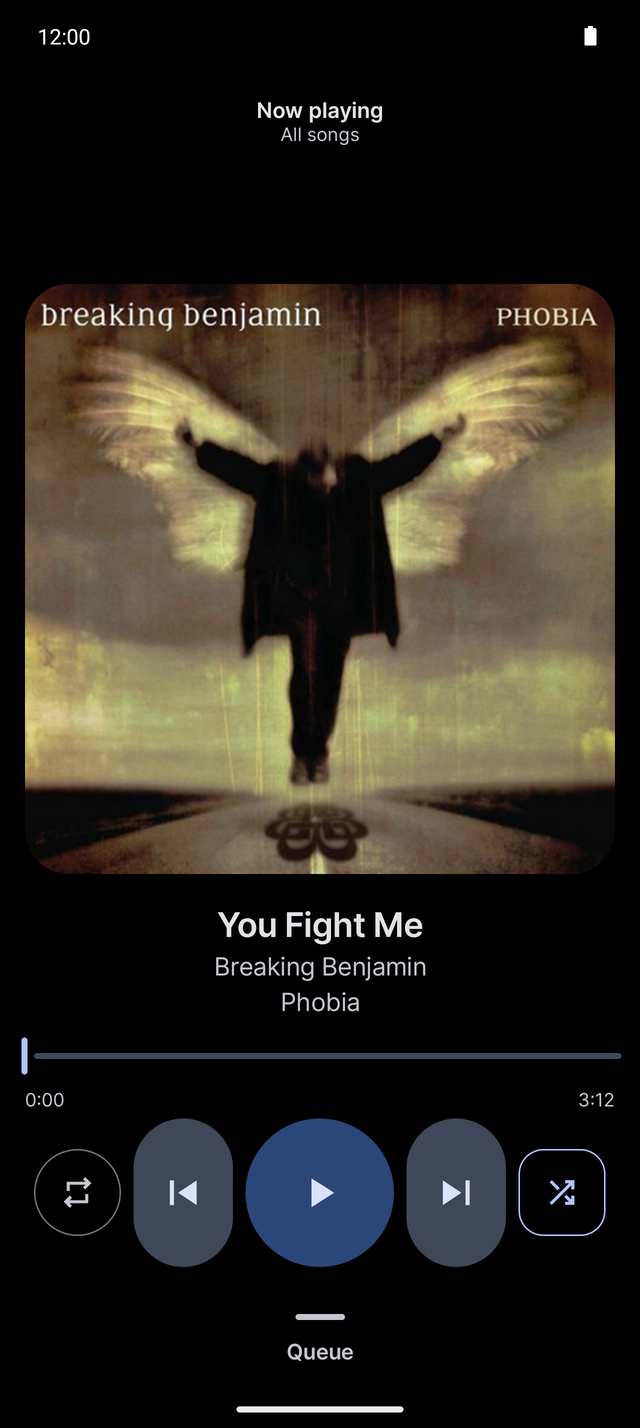 12:00
Now playing
All songs
breaking benjamin
PHOBIA
You Fight Me
Breaking Benjamin
Phobia
0:00
3:12
Queue